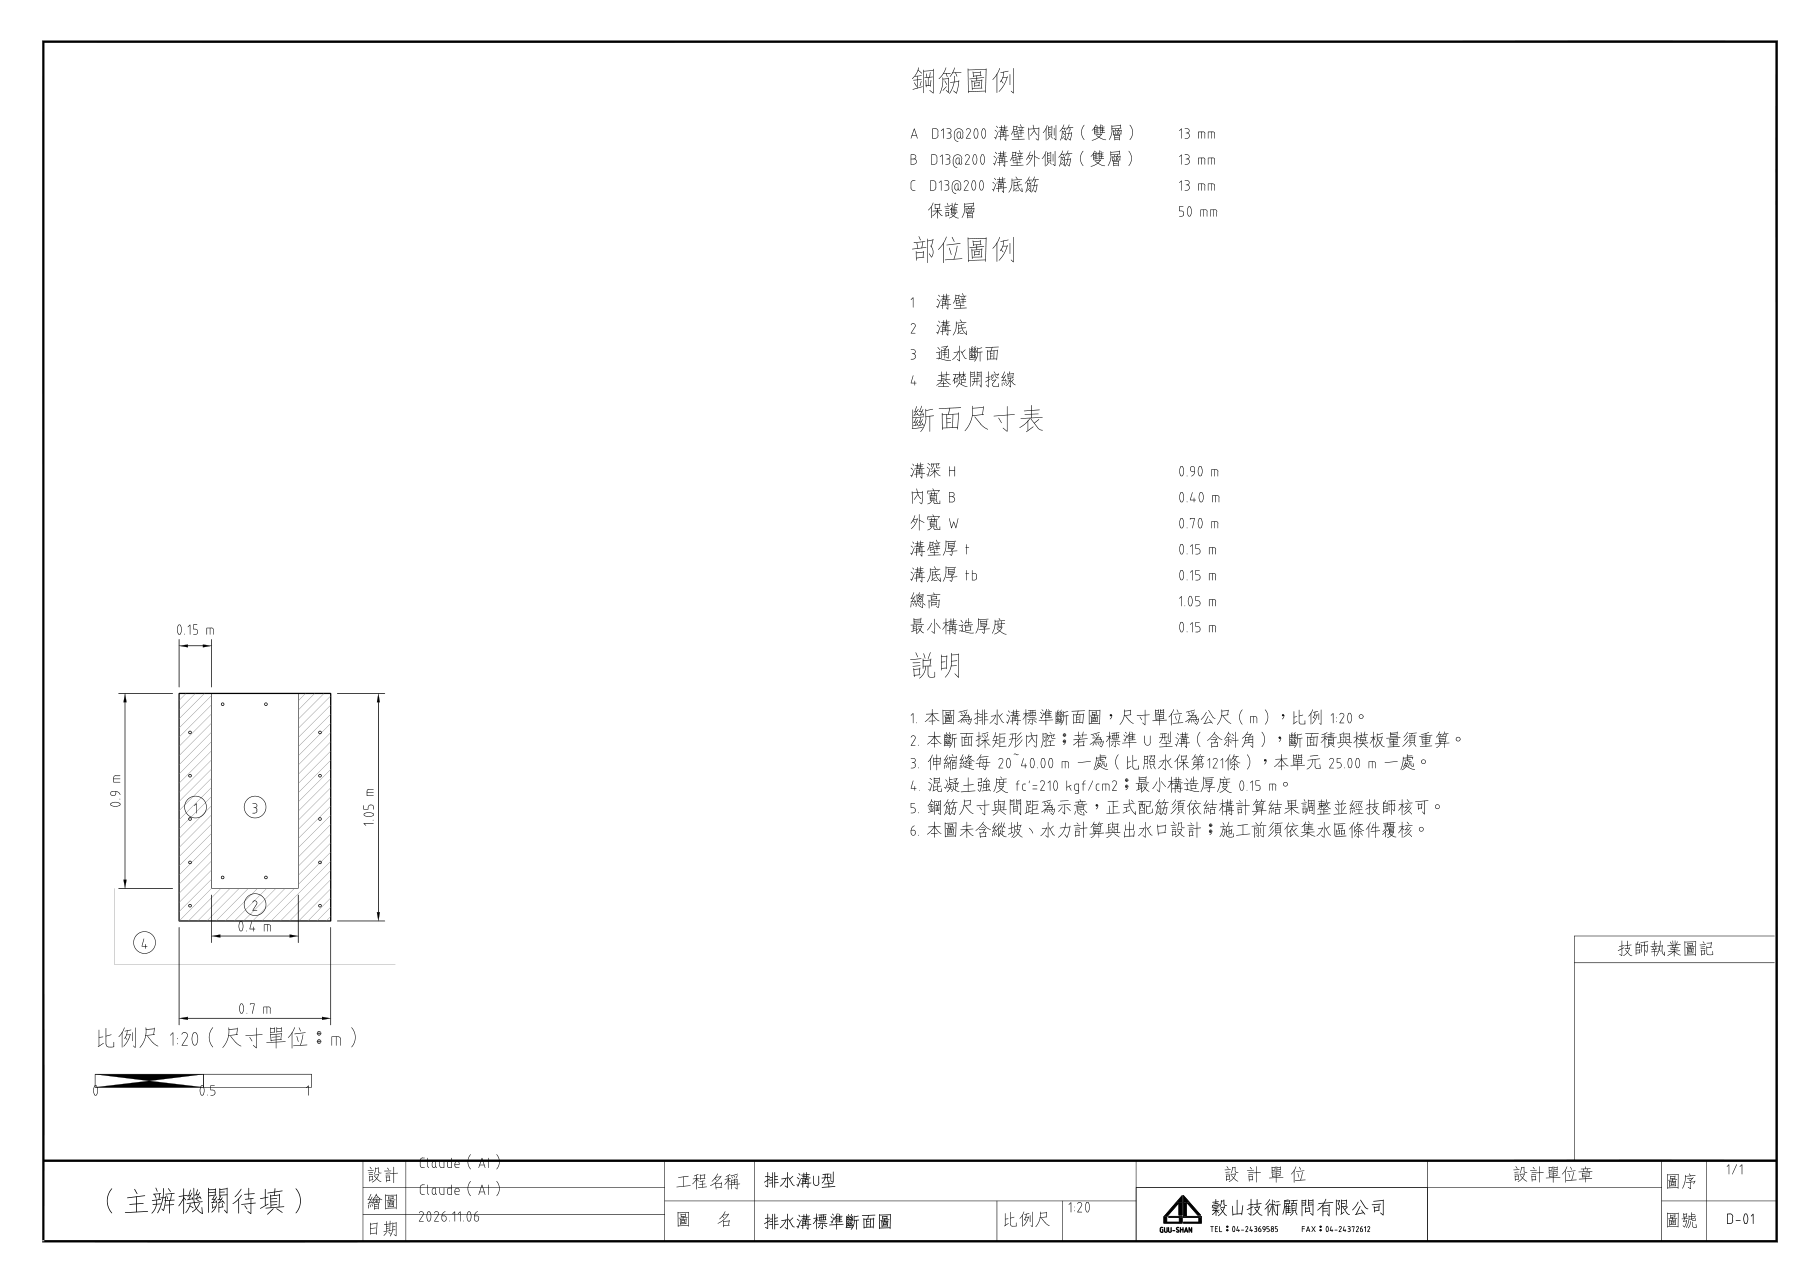 鋼筋圖例
A D13@200 溝壁內側筋（雙層） 13 mm
B D13@200 溝壁外側筋（雙層） 13 mm
C D13@200 溝底筋 13 mm
保護層 50 mm
部位圖例
1 溝壁
2 溝底
3 通水斷面
4 基礎開挖線
斷面尺寸表
溝深 H 0.90 m
內寬 B 0.40 m
外寬 W 0.70 m
溝壁厚 t 0.15 m
溝底厚 tb 0.15 m
總高 1.05 m
最小構造厚度 0.15 m
說明
1. 本圖為排水溝標準斷面圖，尺寸單位為公尺（m），比例 1:20。
2. 本斷面採矩形內腔；若為標準 U 型溝（含斜角），斷面積與模板量須重算。
3. 伸縮縫每 20~40.00 m 一處（比照水保第121條），本單元 25.00 m 一處。
4. 混凝土強度 fc'=210 kgf/cm2；最小構造厚度 0.15 m。
5. 鋼筋尺寸與間距為示意，正式配筋須依結構計算結果調整並經技師核可。
6. 本圖未含縱坡、水力計算與出水口設計；施工前須依集水區條件覆核。
0.15 m
0.9 m
1
3
1.05 m
2
0.4 m
4
0.7 m
比例尺 1:20（尺寸單位：m）
0 0.5 1
技師執業圖記
（主辦機關待填）
設計 Claude（AI）
繪圖 Claude（AI）
日期 2026.11.06
工程名稱 排水溝U型
圖名 排水溝標準斷面圖
比例尺 1:20
設計單位
GUU-SHAN
穀山技術顧問有限公司
TEL：04-24369585 FAX：04-24372612
設計單位章
圖序 1/1
圖號 D-01